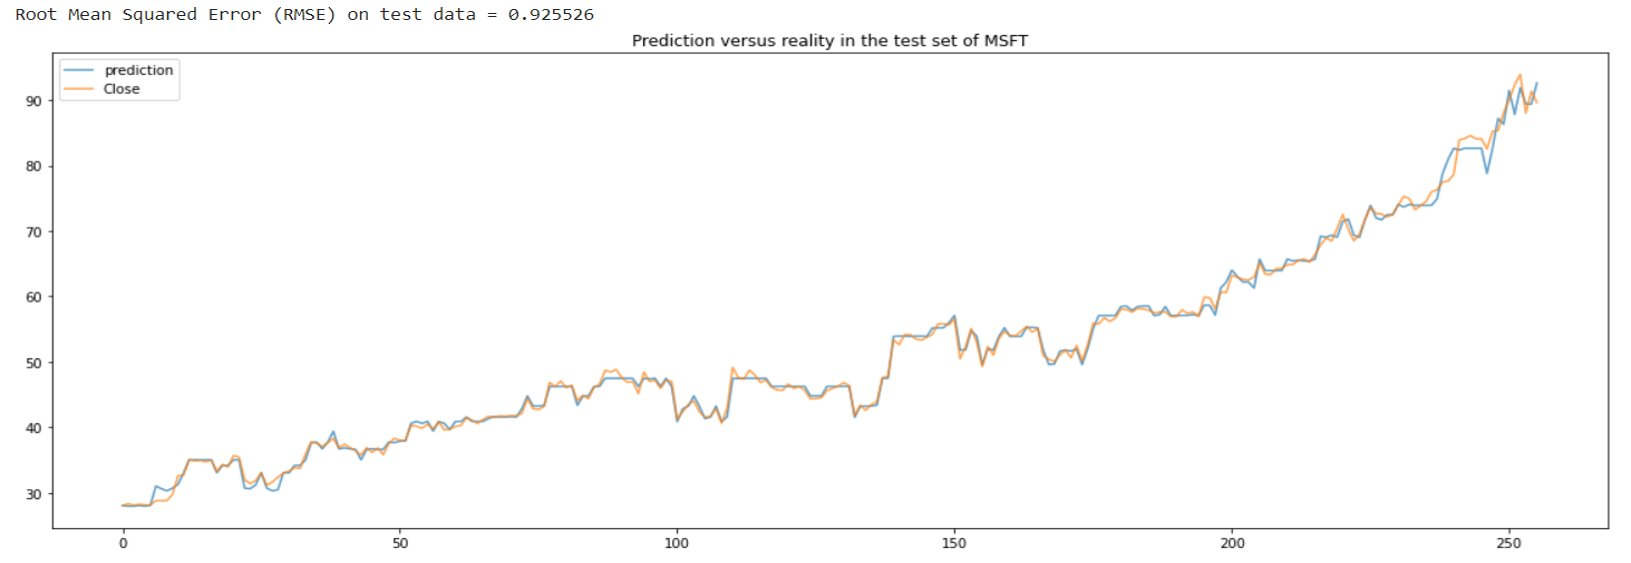 Root Mean Squared Error (RMSE) on test data = 0.925526
Prediction versus reality in the test set of MSFT
prediction
Close
90
80
70
60
50
40
30
0 50 100 150 200 250